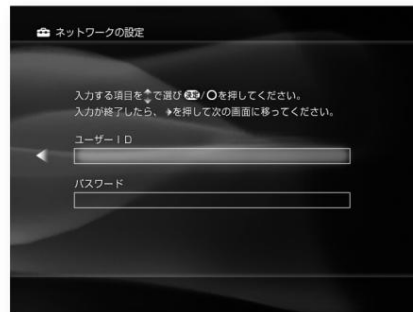 ネットワークの設定
入力する項目を▲▼で選び決定/○を押してください。
入力が終了したら、➔を押して次の画面に移ってください。
ユーザーID
パスワード